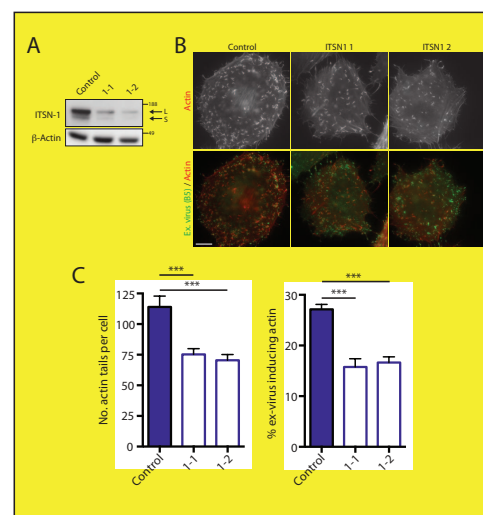 A
Control
1-1
1-2
188
ITSN-1
L
S
49
β-Actin
B
Control
ITSN1 1
ITSN1 2
Actin
Ex. virus (B5) / Actin
C
***
***
125
100
75
50
25
0
No. actin tails per cell
Control
1-1
1-2
***
***
30
20
10
0
% ex-virus inducing actin
Control
1-1
1-2